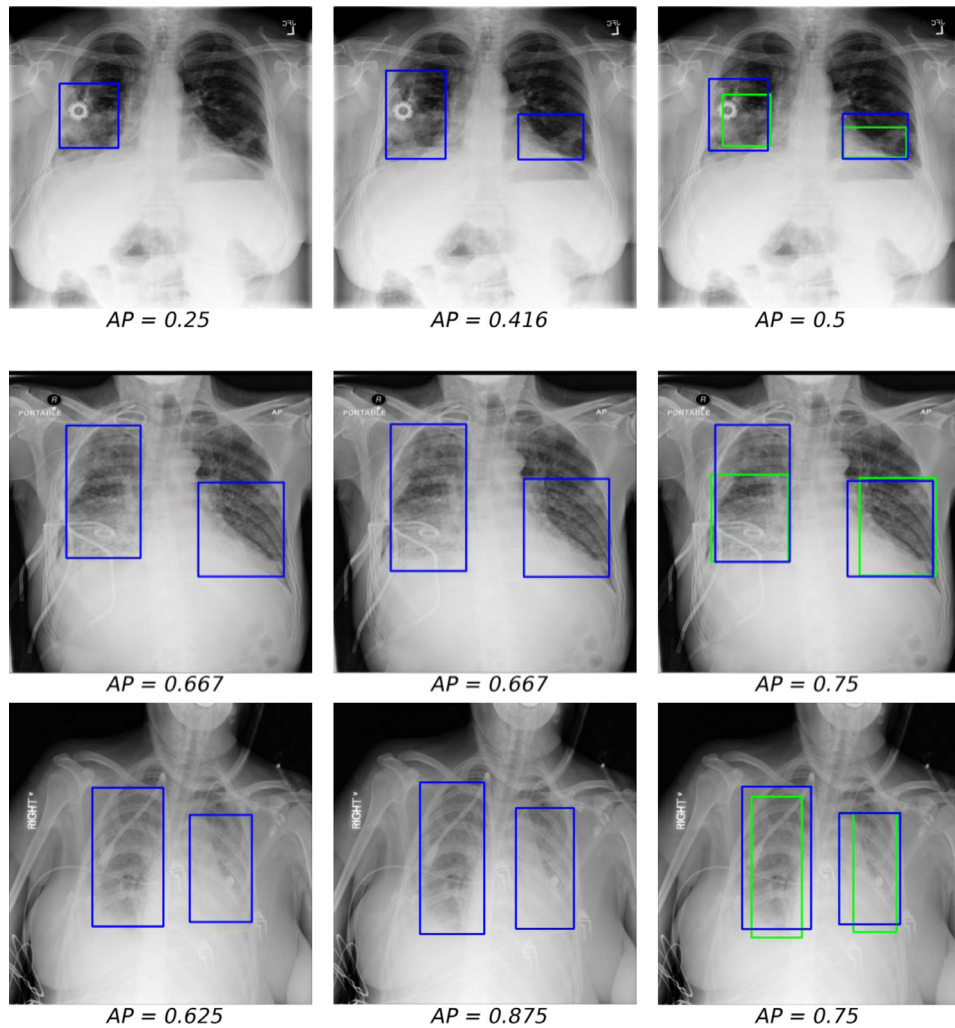 L
L
L
AP = 0.25
AP = 0.416
AP = 0.5
R
PORTABLE
AP
R
PORTABLE
AP
R
PORTABLE
AP
AP = 0.667
AP = 0.667
AP = 0.75
RIGHT
RIGHT
RIGHT
AP = 0.625
AP = 0.875
AP = 0.75